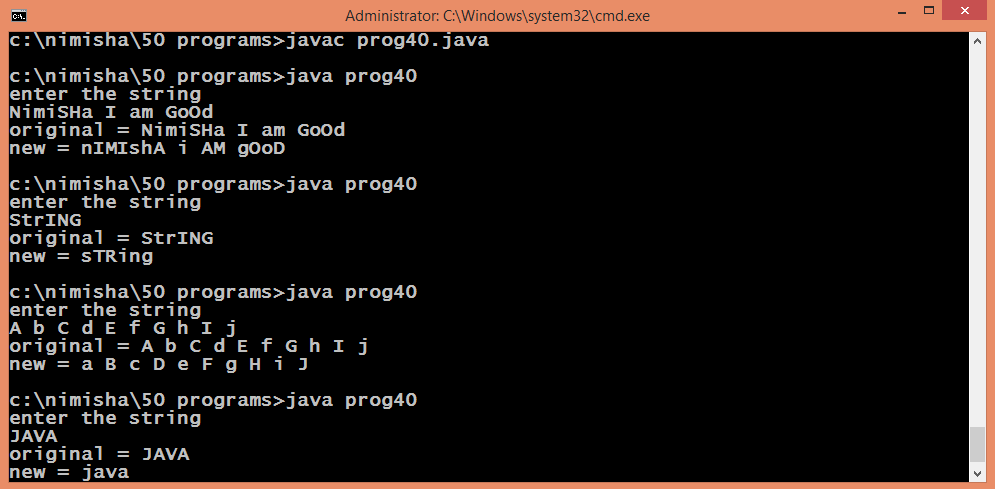 Administrator: C:\Windows\system32\cmd.exe
c:\nimisha\50 programs>javac prog40.java
c:\nimisha\50 programs>java prog40
enter the string
NimiSHa I am GoOd
original = NimiSHa I am GoOd
new = nIMIshA i AM gOoD
c:\nimisha\50 programs>java prog40
enter the string
StrING
original = StrING
new = sTRing
c:\nimisha\50 programs>java prog40
enter the string
A b C d E f G h I j
original = A b C d E f G h I j
new = a B c D e F g H i J
c:\nimisha\50 programs>java prog40
enter the string
JAVA
original = JAVA
new = java